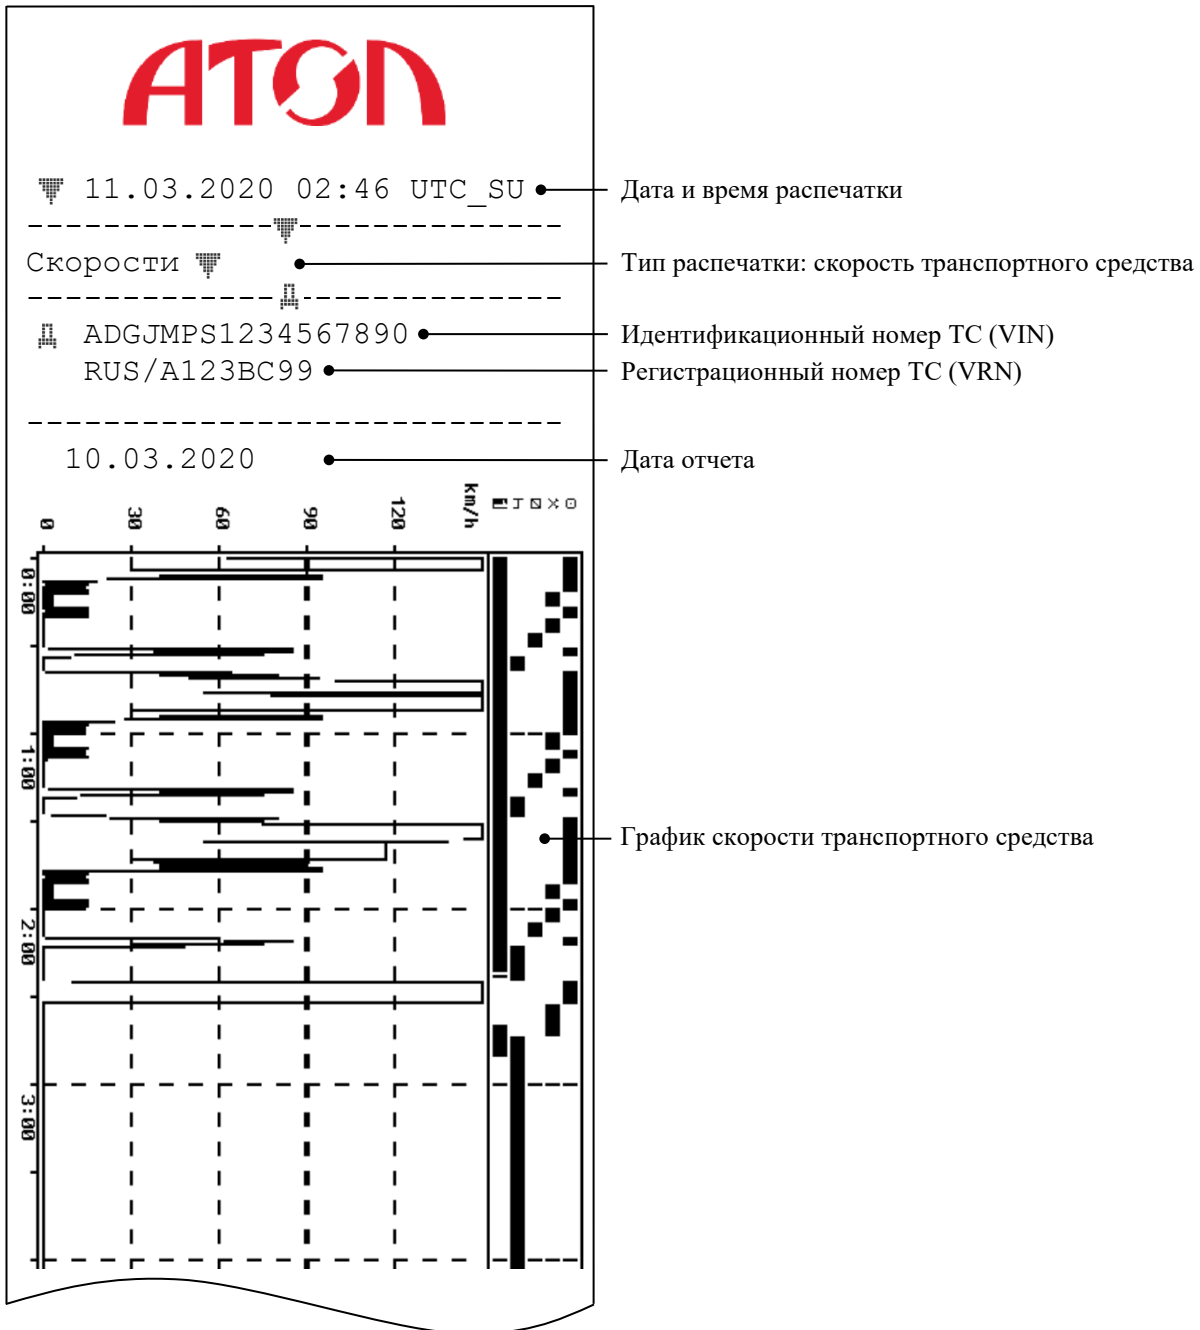 АТОЛ
11.03.2020 02:46 UTC_SU
Дата и время распечатки
Скорости
Тип распечатки: скорость транспортного средства
Д
Д ADGJMPS1234567890
Идентификационный номер ТС (VIN)
RUS/A123BC99
Регистрационный номер ТС (VRN)
10.03.2020
Дата отчета
0 30 60 90 120 km/h
0:00
1:00
График скорости транспортного средства
2:00
3:00